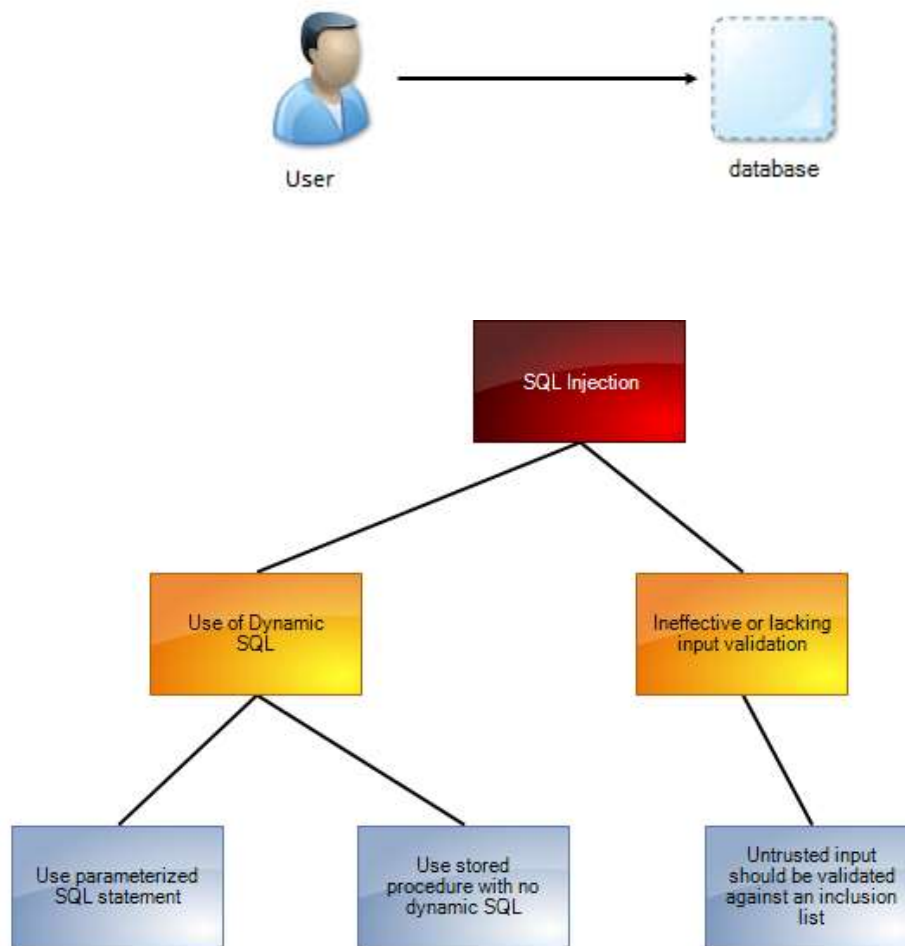 User
database
SQL Injection
Use of Dynamic
SQL
Ineffective or lacking
input validation
Use parameterized
SQL statement
Use stored
procedure with no
dynamic SQL
Untrusted input
should be validated
against an inclusion
list